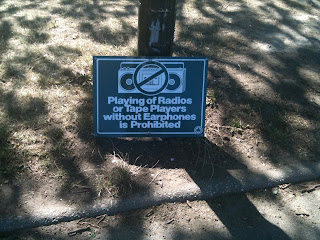 Playing of Radios
or Tape Players
without Earphones
is Prohibited